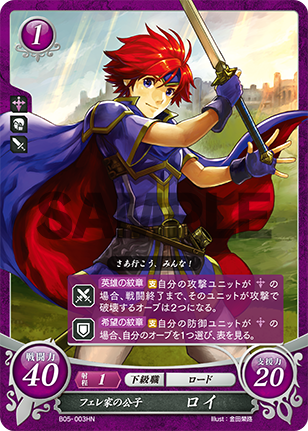 1
SAMPLE
さあ行こう、みんな！
英雄の紋章 支 自分の攻撃ユニットが
の場合、戦闘終了まで、そのユニットが攻撃で
破壊するオーブは2つになる。
希望の紋章 支 自分の防御ユニットが
の場合、自分のオーブを1つ選び、表を見る。
戦闘力
40
射程 1 下級職 ロード
支援力
20
フェレ家の公子 ロイ
B05-003HN
Illust：金田榮路